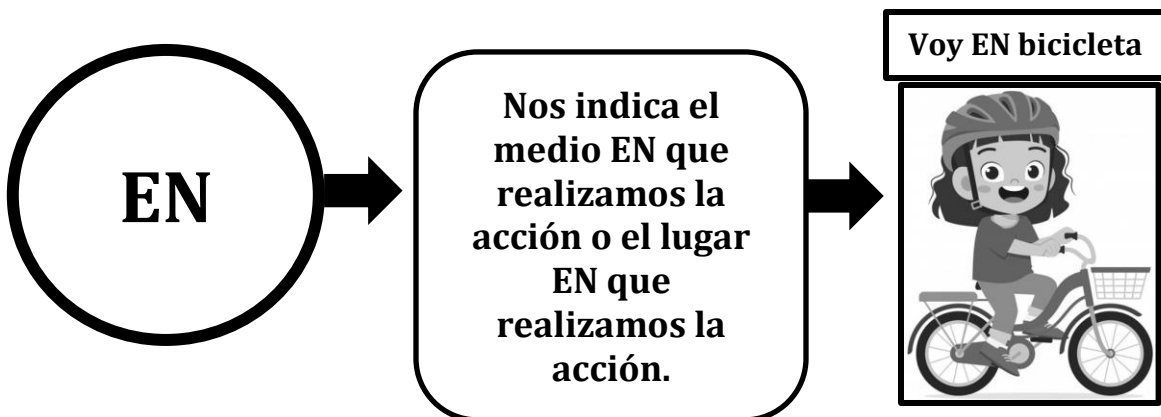 EN
Nos indica el
medio EN que
realizamos la
acción o el lugar
EN que
realizamos la
acción.
Voy EN bicicleta